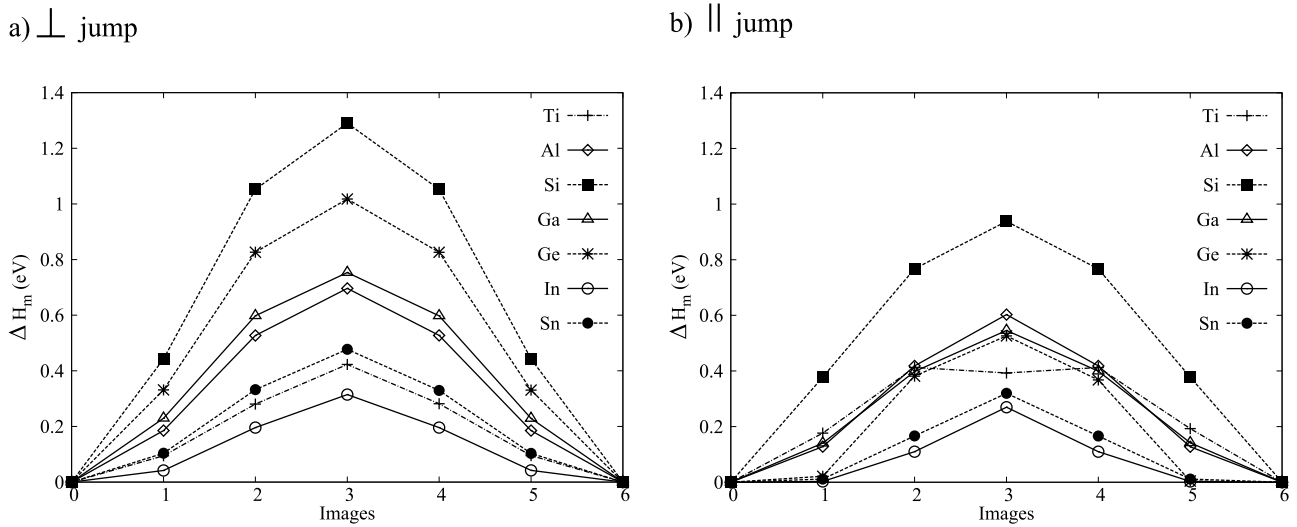 a) ⊥ jump
1.4
1.2
1
0.8
0.6
0.4
0.2
0
Δ H_m (eV)
0 1 2 3 4 5 6
Images
Ti
Al
Si
Ga
Ge
In
Sn
b) || jump
1.4
1.2
1
0.8
0.6
0.4
0.2
0
Δ H_m (eV)
0 1 2 3 4 5 6
Images
Ti
Al
Si
Ga
Ge
In
Sn